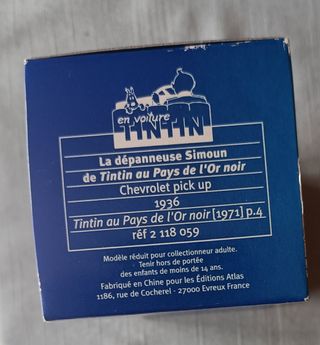 en voiture
TINTIN
La dépanneuse Simoun
de Tintin au Pays de l'Or noir
Chevrolet pick up
1936
Tintin au Pays de l'Or noir [1971] p.4
réf 2 118 059
Modèle réduit pour collectionneur adulte.
Tenir hors de portée
des enfants de moins de 14 ans.
Fabriqué en Chine pour les Éditions Atlas
1186, rue de Cocherel - 27000 Evreux France